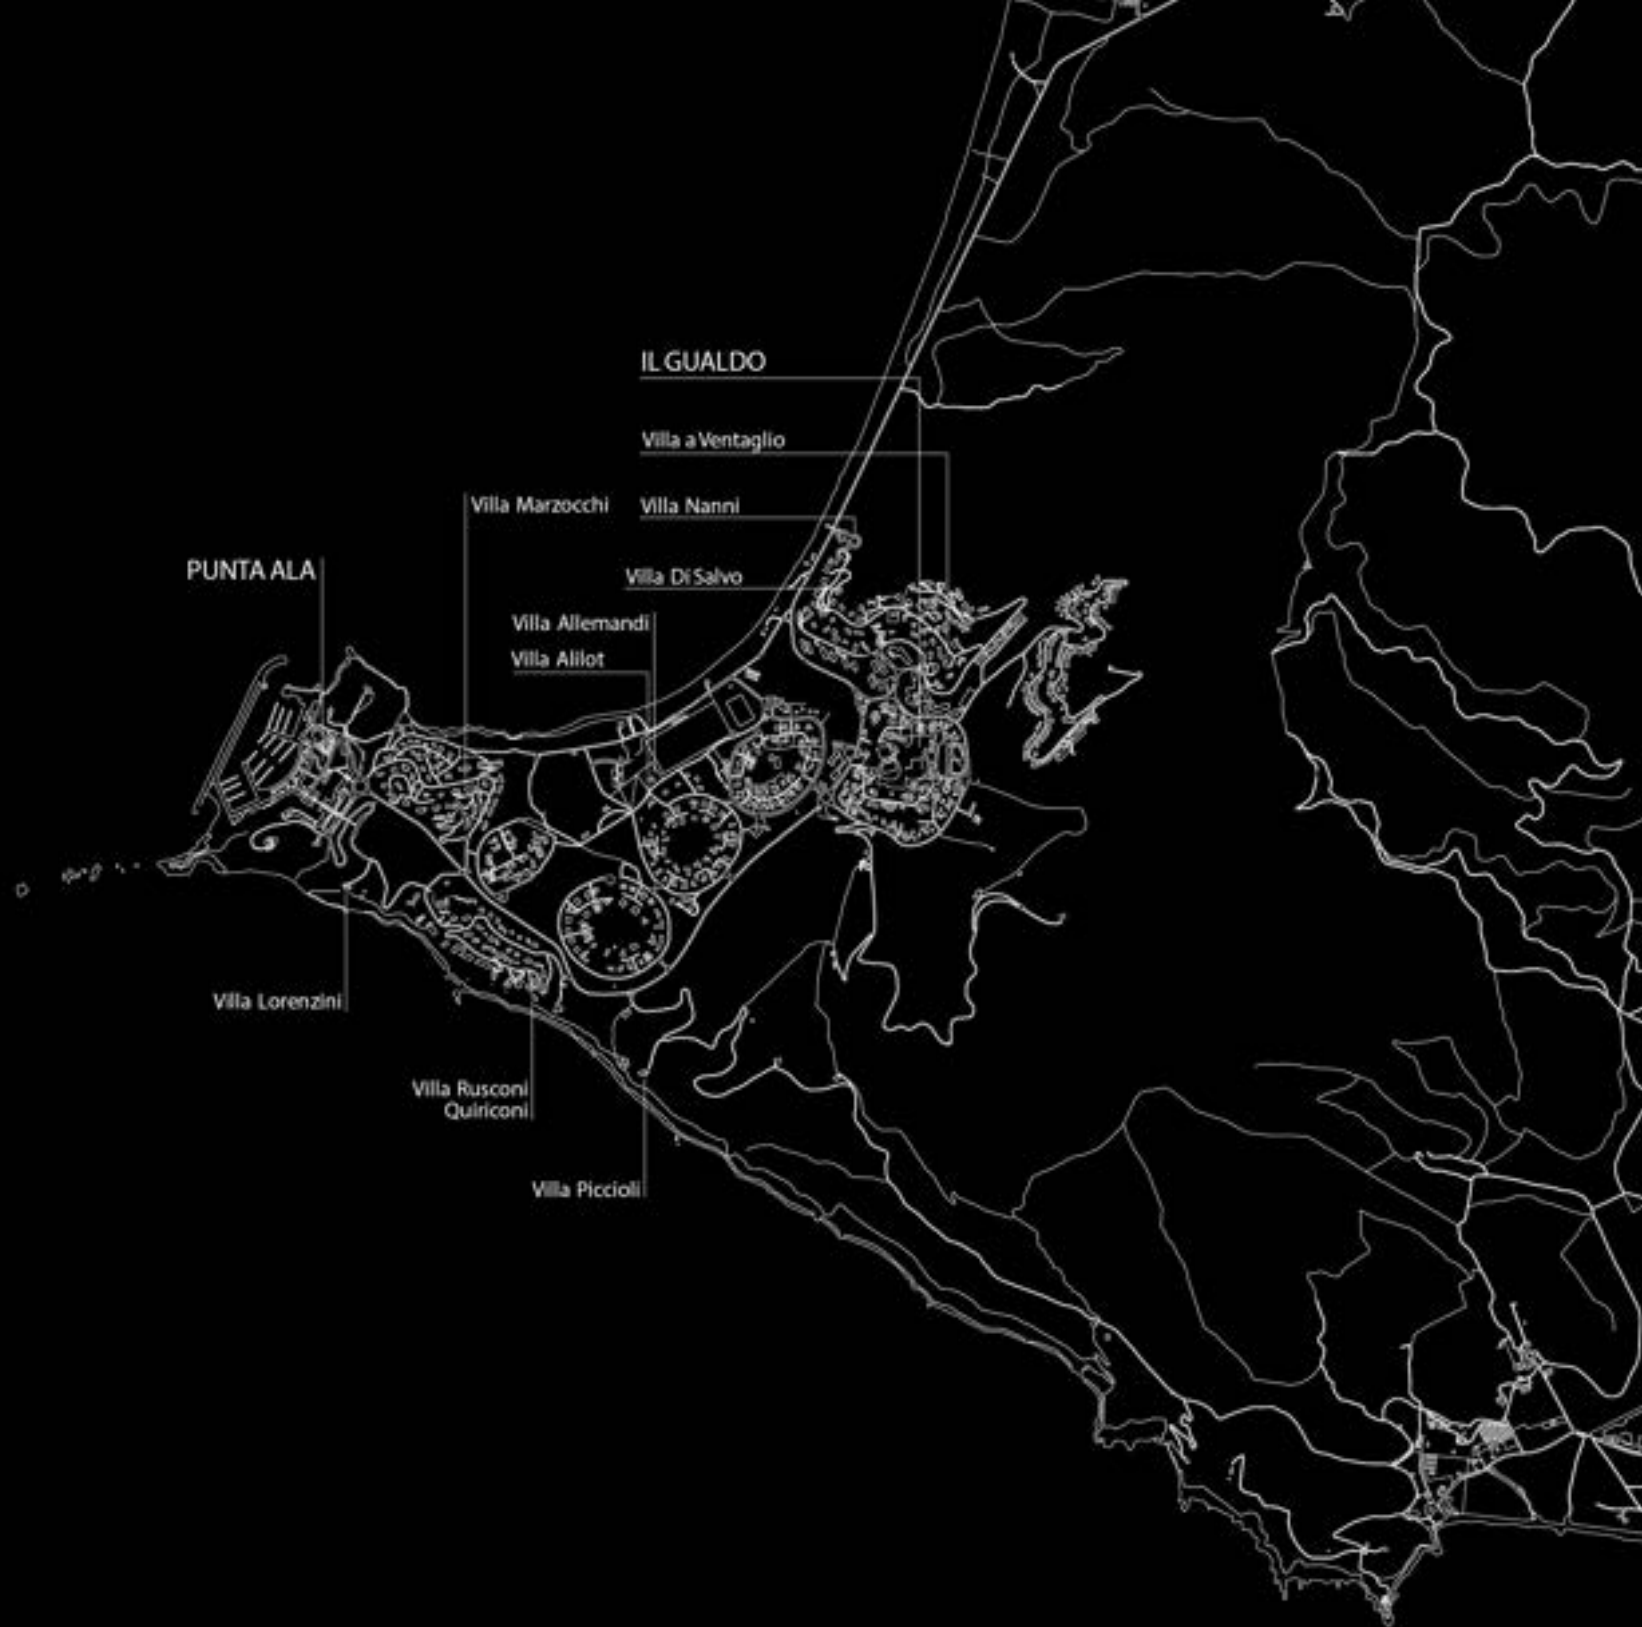 IL GUALDO
Villa a Ventaglio
Villa Marzocchi
Villa Nanni
PUNTA ALA
Villa Di Salvo
Villa Allemandi
Villa Alilot
Villa Lorenzini
Villa Rusconi
Quiriconi
Villa Piccioli